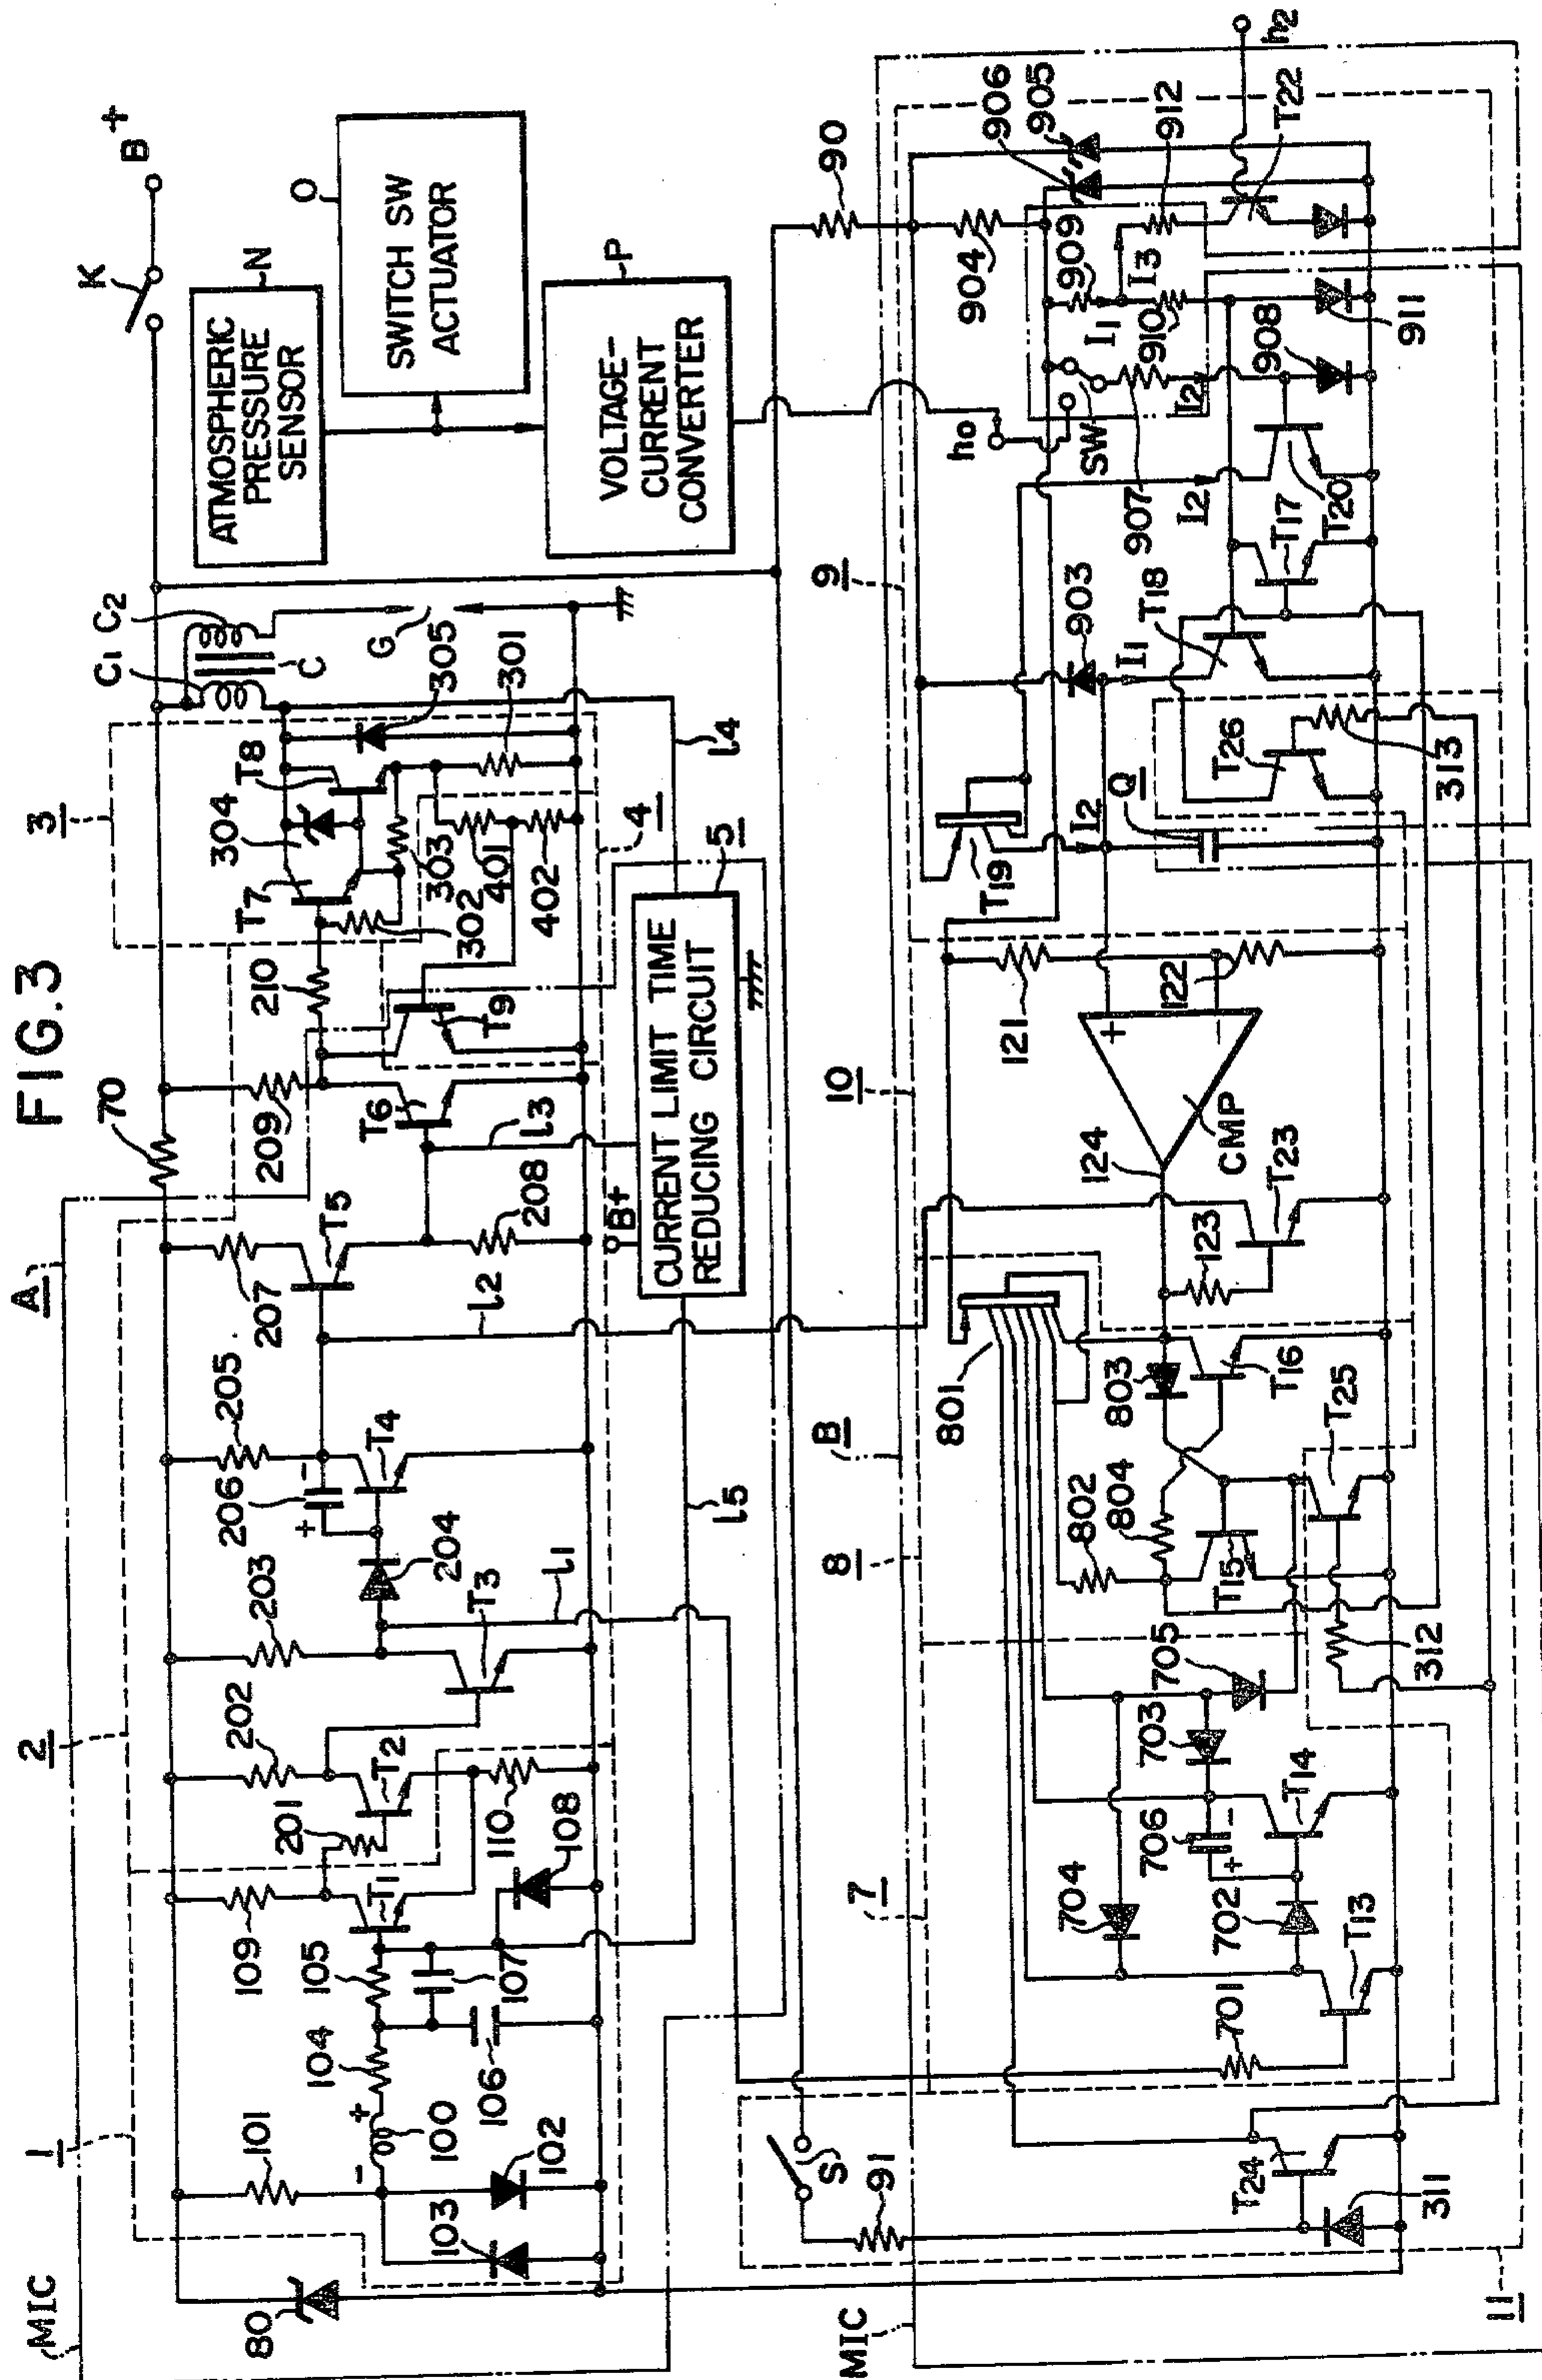 FIG.3
MIC
A
1
2
3
70
K
B+
101
109
202
203
205
207
209
210
T7
304
T8
C1
C2
C
ATMOSPHERIC
PRESSURE
SENSOR
N
O
SWITCH SW
ACTUATOR
104
105
T1
201
T2
206
+
-
T4
T5
302
303
305
G
-
+
100
107
204
T3
T6
T9
401
301
VOLTAGE-
CURRENT
CONVERTER
P
80
103
102
106
108
110
l1
l2
208
l3
402
4
l4
B+
5
CURRENT LIMIT TIME
REDUCING CIRCUIT
l5
90
S
91
MIC
7
8
B
10
9
h0
904
906
905
801
121
T19
903
SW
909
I1
I3
912
h2
704
703
705
802
803
124
+
-
122
I2
I1
907
I2
910
T22
701
702
706
+
-
T14
804
T15
T16
123
CMP
Q
T26
T18
T17
I2
T20
908
911
T24
T13
312
T25
T23
313
311
11